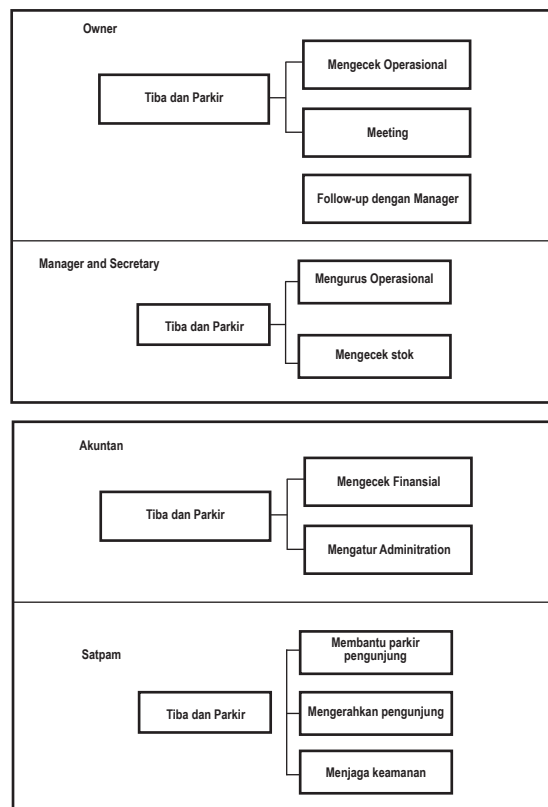 Owner
Mengecek Operasional
Tiba dan Parkir
Meeting
Follow-up dengan Manager
Manager and Secretary
Mengurus Operasional
Tiba dan Parkir
Mengecek stok
Akuntan
Mengecek Finansial
Tiba dan Parkir
Mengatur Adminitration
Satpam
Membantu parkir
pengunjung
Tiba dan Parkir
Mengerahkan pengunjung
Menjaga keamanan